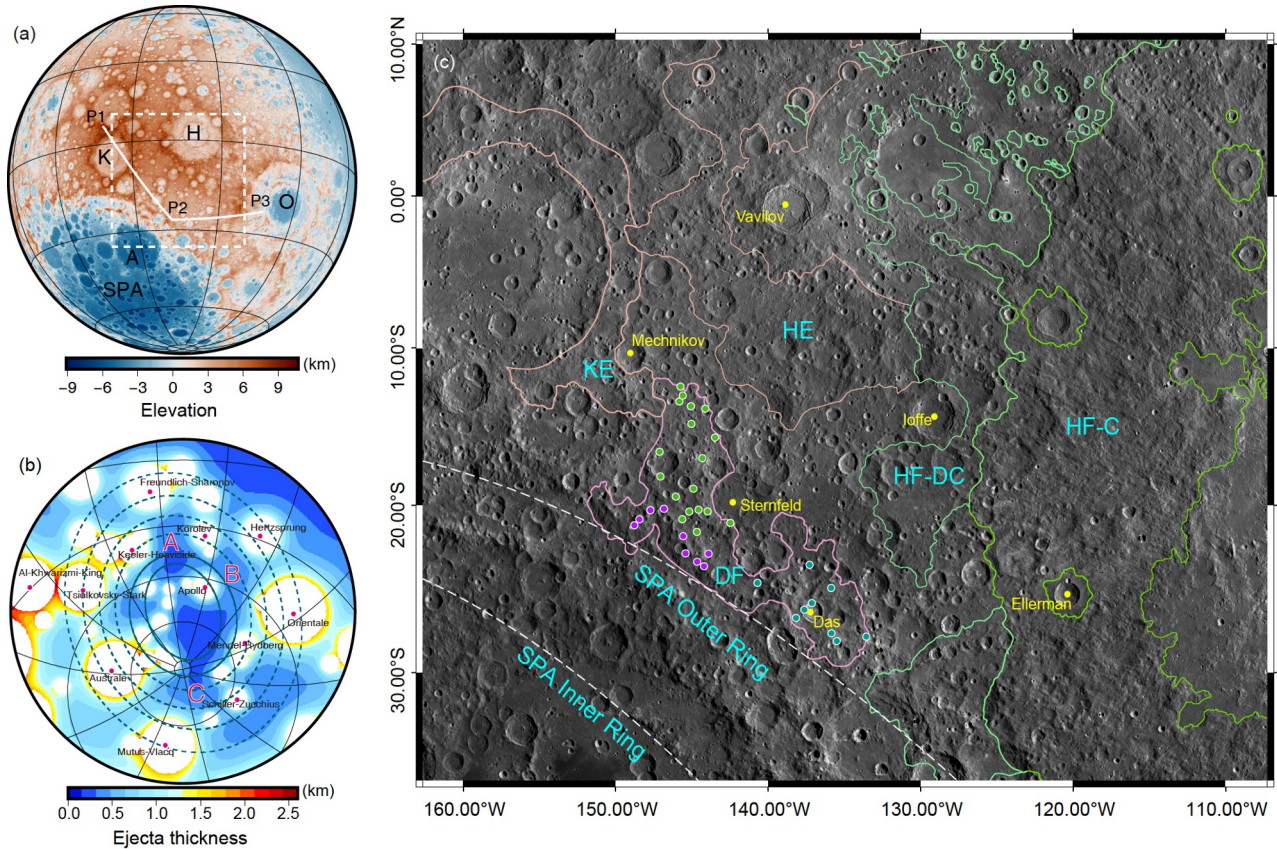 (a)
P1
H
K
P3
O
P2
A
SPA
−9 −6 −3 0 3 6 9 (km)
Elevation
(b)
Freundlich-Sharonov
Korolev
Hertzsprung
A
Keeler-Heaviside
B
Al-Khwarizmi-King
Tsiolkovsky-Stark
Apollo
Orientale
Mendel-Rydberg
Australe
C
Schiller-Zucchius
Mutus-Vlacq
(km)
0.0 0.5 1.0 1.5 2.0 2.5
Ejecta thickness
(c)
10.00°N
0.00°
10.00°S
20.00°S
30.00°S
Vavilov
HE
Mechnikov
KE
Joffe
HF-C
HF-DC
Sternfeld
DF
SPA Outer Ring
Das
Ellerman
SPA Inner Ring
160.00°W 150.00°W 140.00°W 130.00°W 120.00°W 110.00°W